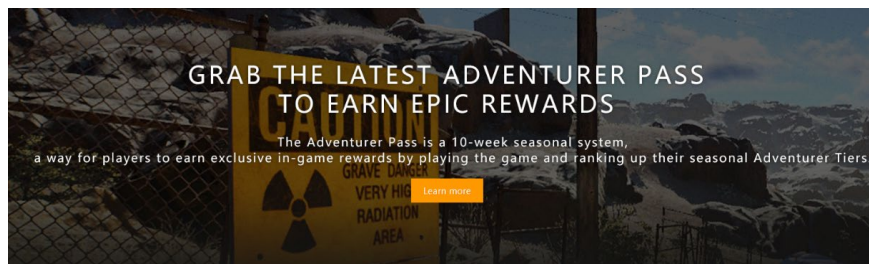 GRAB THE LATEST ADVENTURER PASS
TO EARN EPIC REWARDS
The Adventurer Pass is a 10-week seasonal system,
a way for players to earn exclusive in-game rewards by playing the game and ranking up their seasonal Adventurer Tiers.
CAUTION
GRAVE DANGER
VERY HIGH
RADIATION
AREA
Learn more